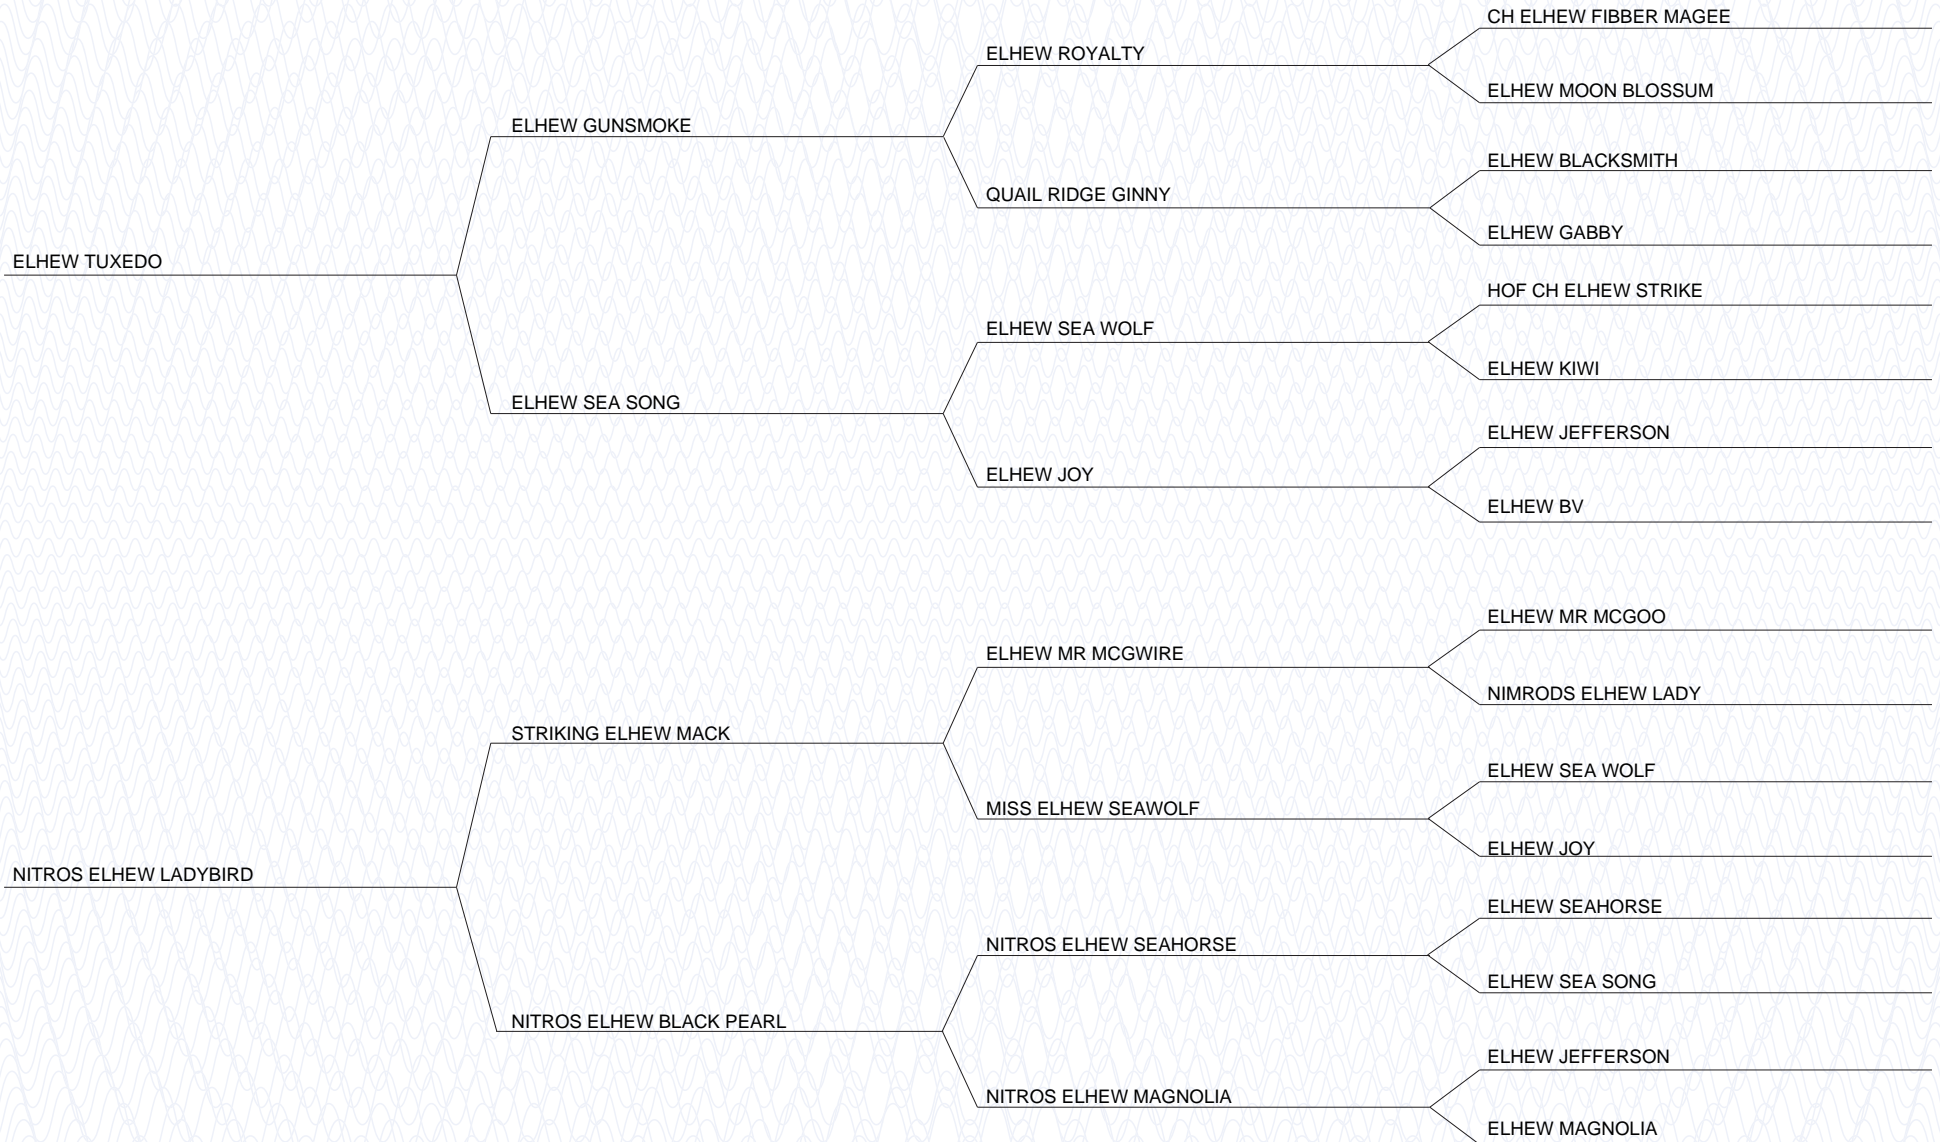 CH ELHEW FIBBER MAGEE
ELHEW ROYALTY
ELHEW MOON BLOSSUM
ELHEW GUNSMOKE
ELHEW BLACKSMITH
QUAIL RIDGE GINNY
ELHEW GABBY
ELHEW TUXEDO
HOF CH ELHEW STRIKE
ELHEW SEA WOLF
ELHEW KIWI
ELHEW SEA SONG
ELHEW JEFFERSON
ELHEW JOY
ELHEW BV
ELHEW MR MCGOO
ELHEW MR MCGWIRE
NIMRODS ELHEW LADY
STRIKING ELHEW MACK
ELHEW SEA WOLF
MISS ELHEW SEAWOLF
ELHEW JOY
NITROS ELHEW LADYBIRD
ELHEW SEAHORSE
NITROS ELHEW SEAHORSE
ELHEW SEA SONG
NITROS ELHEW BLACK PEARL
ELHEW JEFFERSON
NITROS ELHEW MAGNOLIA
ELHEW MAGNOLIA